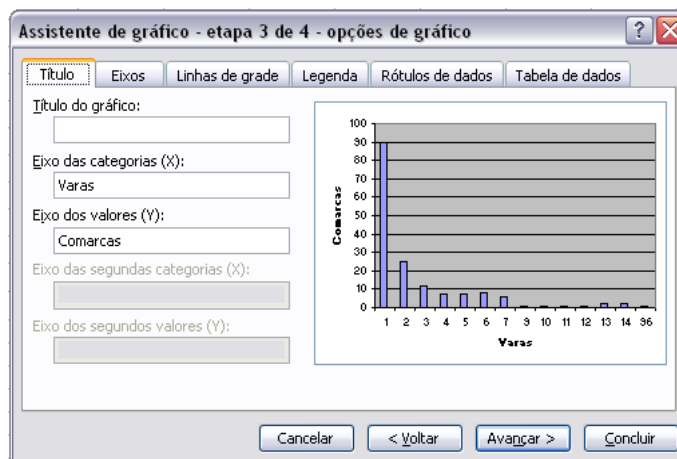 Assistente de gráfico - etapa 3 de 4 - opções de gráfico
Título Eixos Linhas de grade Legenda Rótulos de dados Tabela de dados
Título do gráfico:
Eixo das categorias (X):
Varas
Eixo dos valores (Y):
Comarcas
Eixo das segundas categorias (X):
Eixo dos segundos valores (Y):
Comarcas
100
90
80
70
60
50
40
30
20
10
0
1 2 3 4 5 6 7 9 10 11 12 13 14 96
Varas
Cancelar < Voltar Avançar > Concluir